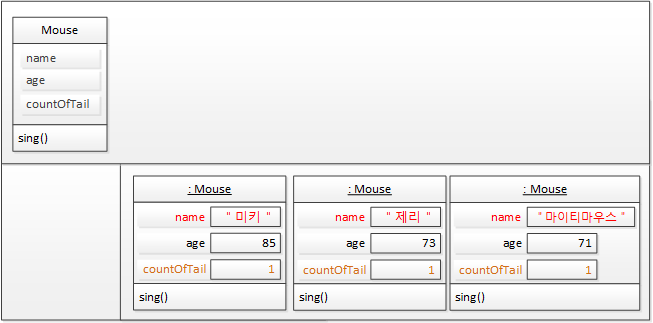 Mouse
name
age
countOfTail
sing()
: Mouse
name " 미키 "
age 85
countOfTail 1
sing()
: Mouse
name " 제리 "
age 73
countOfTail 1
sing()
: Mouse
name " 마이티마우스 "
age 71
countOfTail 1
sing()